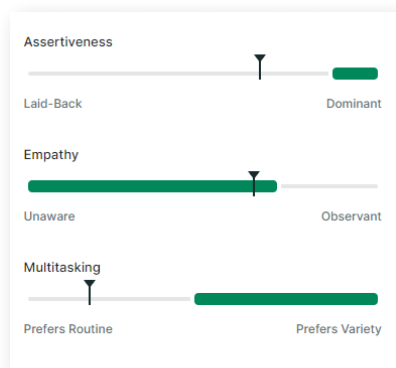 Assertiveness
Laid-Back Dominant
Empathy
Unaware Observant
Multitasking
Prefers Routine Prefers Variety